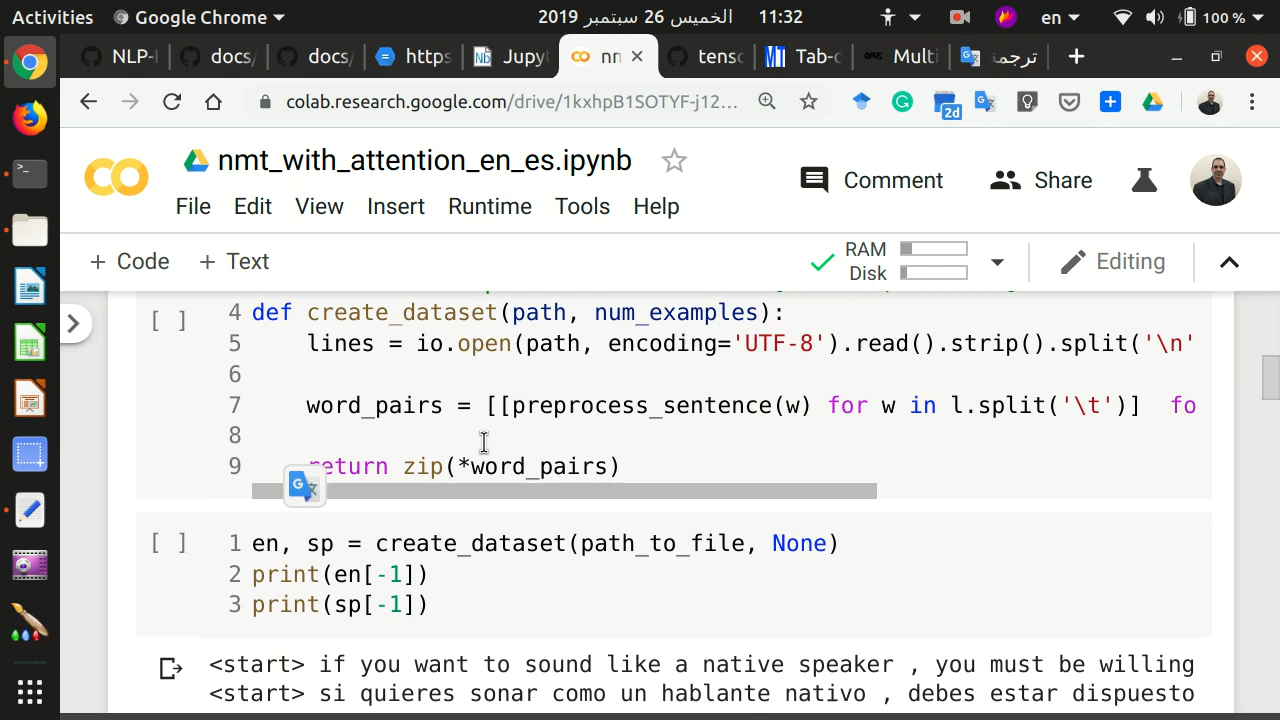 Activities Google Chrome الخميس 26 سبتمبر 2019 11:32 en 100 %
NLP- docs/ docs/ https Jupy nn tens Tab-c Multi ترجمة
colab.research.google.com/drive/1kxhpB1SOTYF-j12... 2d
nmt_with_attention_en_es.ipynb
Comment Share
File Edit View Insert Runtime Tools Help
+ Code + Text RAM Disk Editing
[ ] 4 def create_dataset(path, num_examples):
5 lines = io.open(path, encoding='UTF-8').read().strip().split('\n'
6
7 word_pairs = [[preprocess_sentence(w) for w in l.split('\t')] fo
8
9 return zip(*word_pairs)
[ ] 1 en, sp = create_dataset(path_to_file, None)
2 print(en[-1])
3 print(sp[-1])
<start> if you want to sound like a native speaker , you must be willing
<start> si quieres sonar como un hablante nativo , debes estar dispuesto